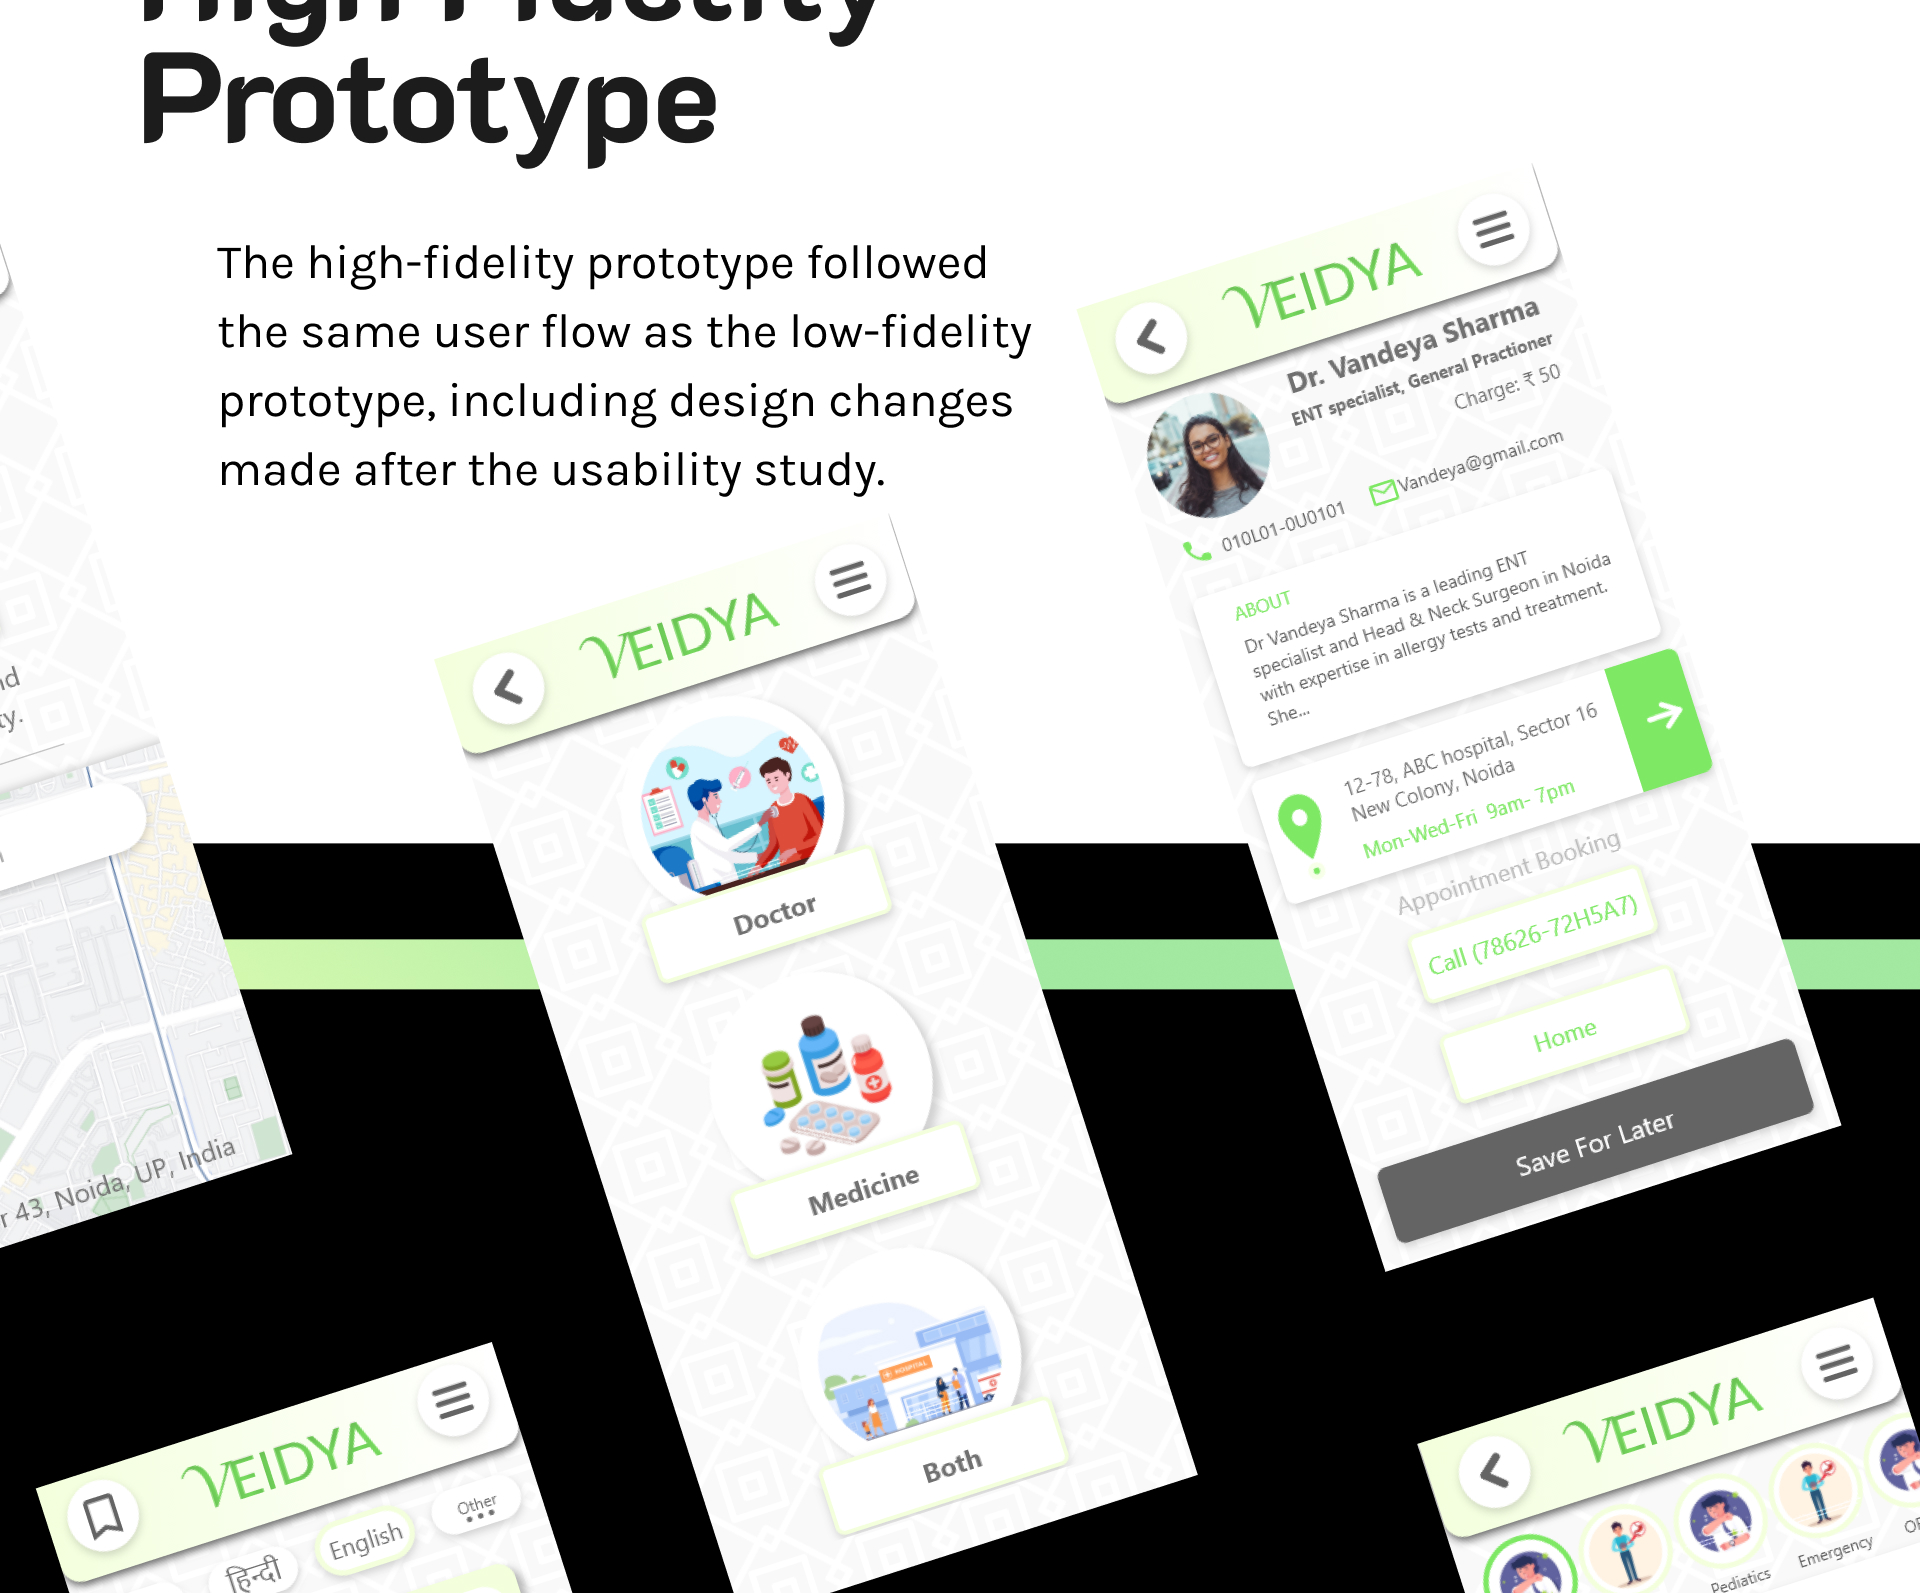 High Fidelity
Prototype
The high-fidelity prototype followed
the same user flow as the low-fidelity
prototype, including design changes
made after the usability study.
VEIDYA
Dr. Vandeya Sharma
ENT specialist, General Practioner
Charge: ₹ 50
010L01-0U0101
Vandeya@gmail.com
ABOUT
Dr Vandeya Sharma is a leading ENT
specialist and Head & Neck Surgeon in Noida
with expertise in allergy tests and treatment.
She...
12-78, ABC hospital, Sector 16
New Colony, Noida
Mon-Wed-Fri 9am- 7pm
Appointment Booking
Call (78626-72H5A7)
Home
Save For Later
VEIDYA
Doctor
Medicine
HOSPITAL
Both
43, Noida, UP, India
VEIDYA
हिन्दी
English
Other
VEIDYA
Pediatics
Emergency